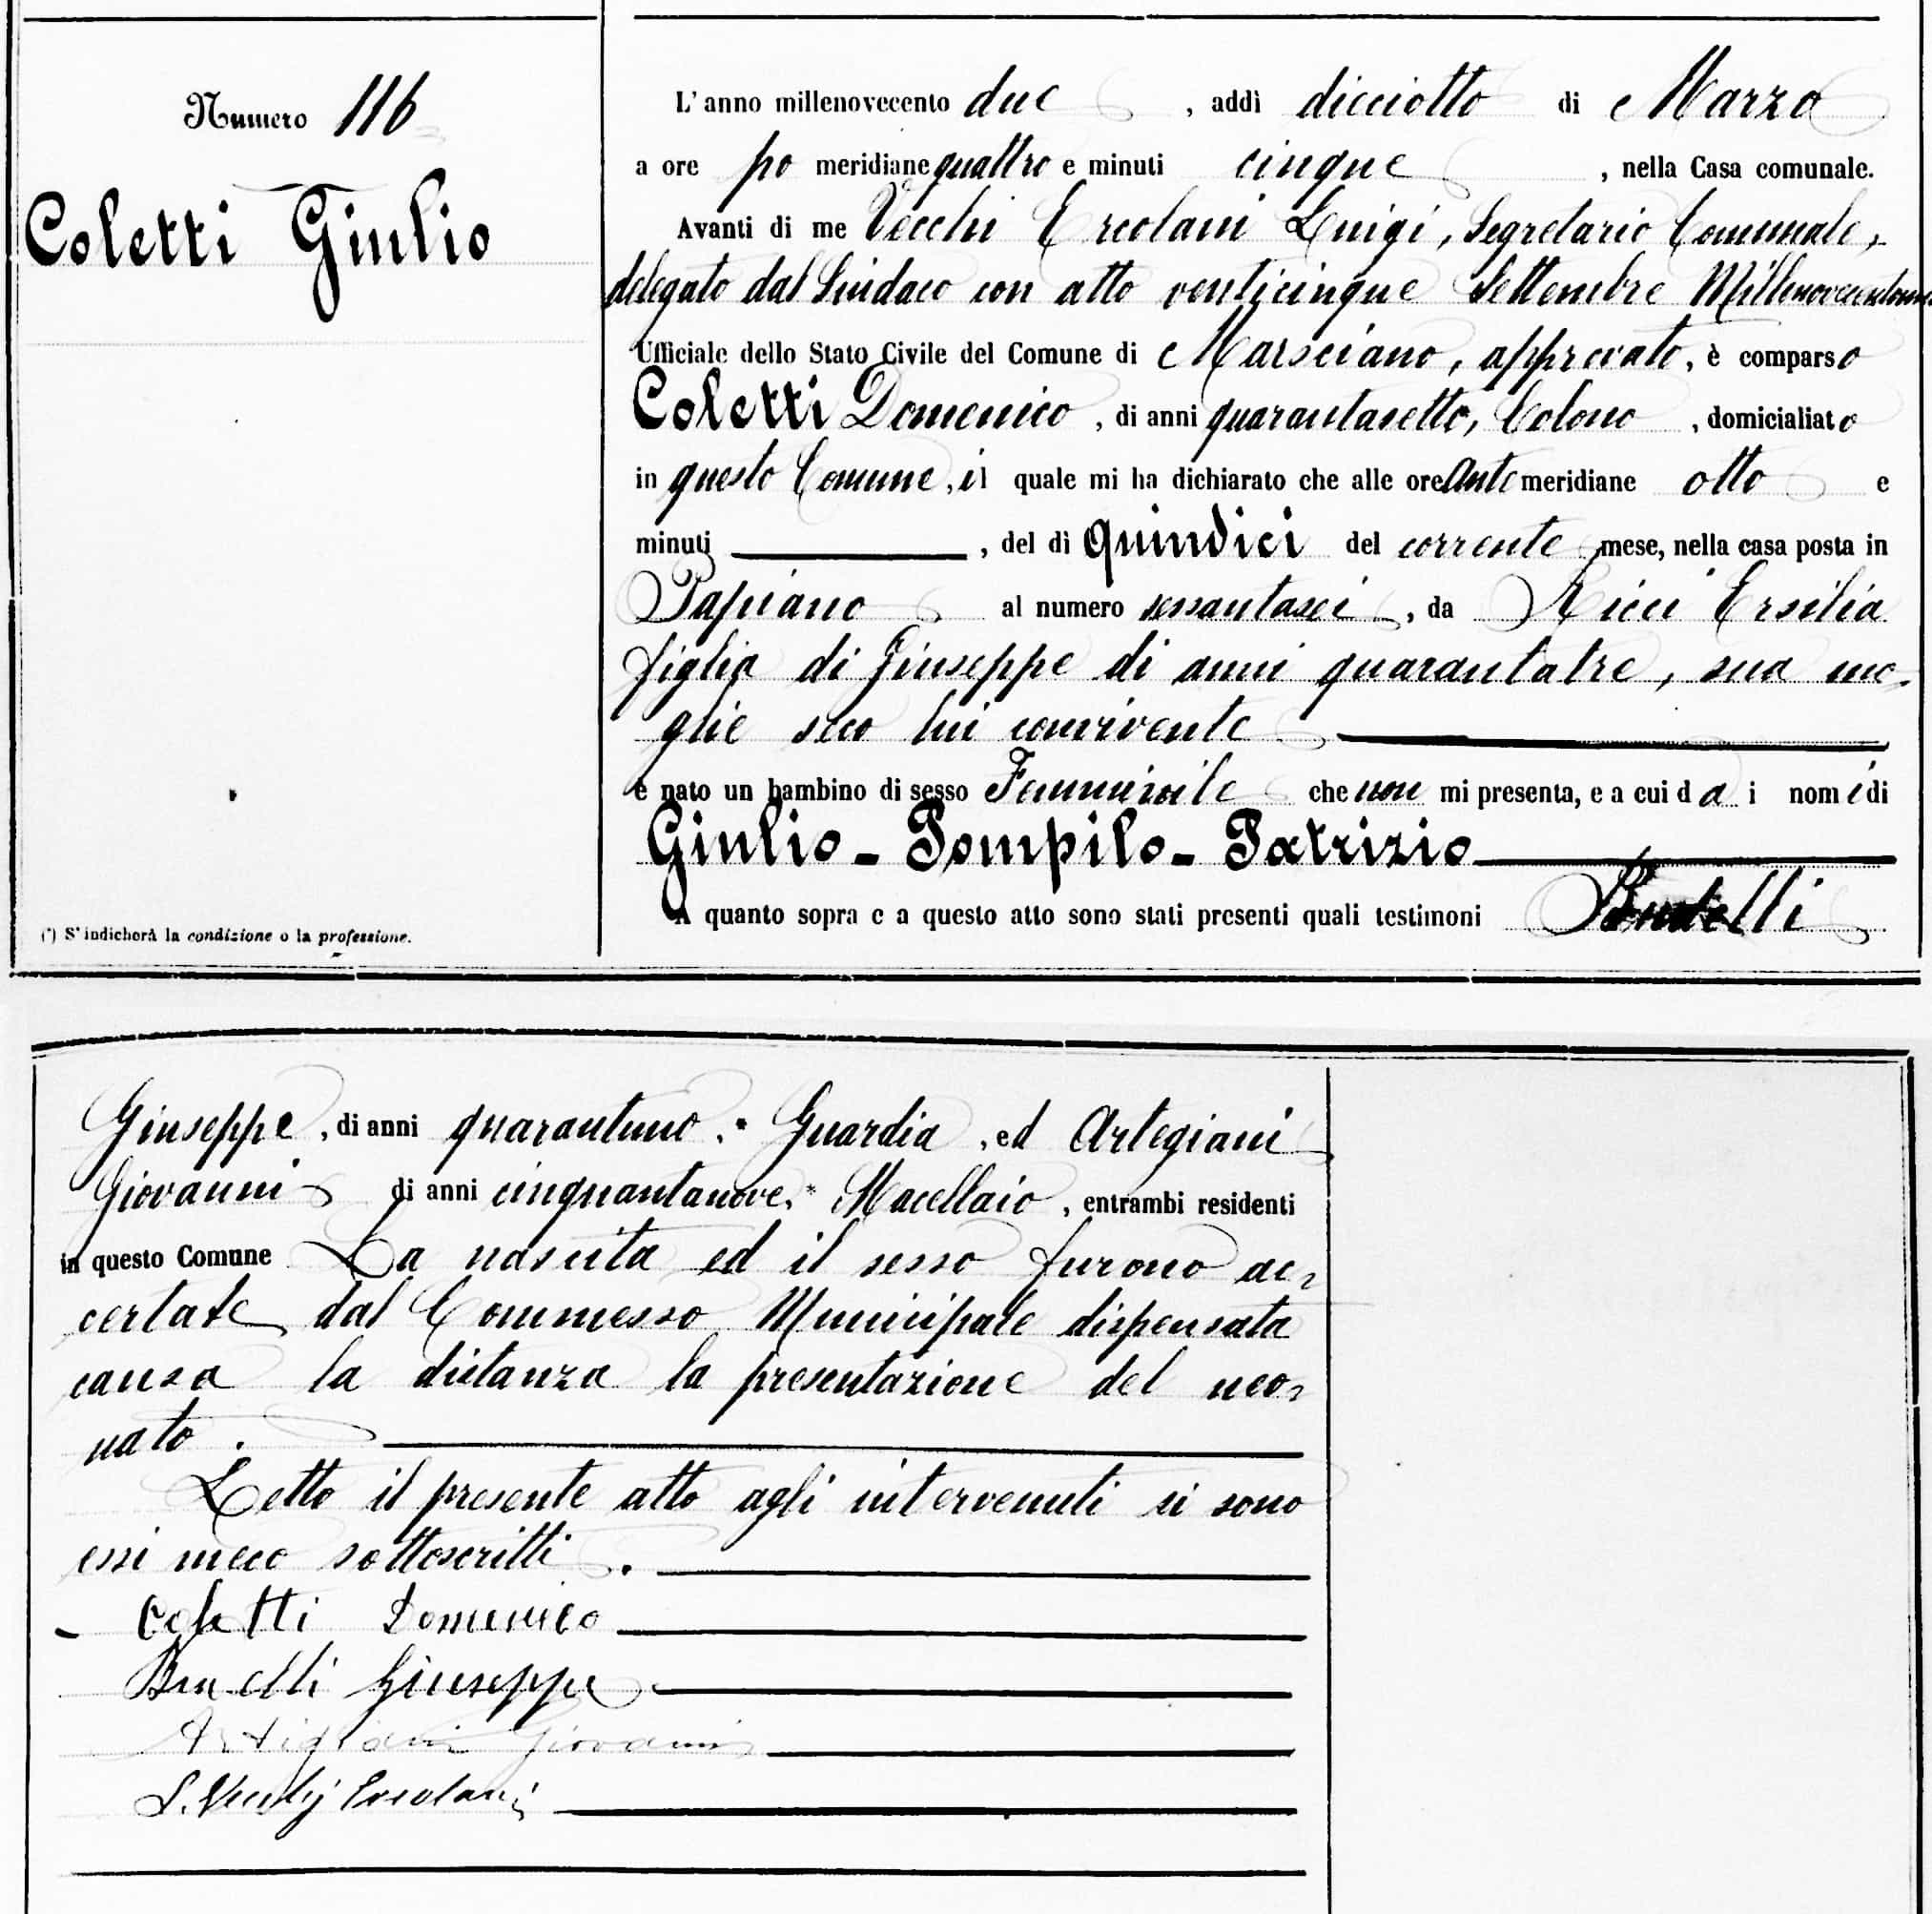 Numero 116
Coletti Giulio
(*) S'indicherà la condizione o la professione.
L'anno millenovecento due, addì dicciotto di Marzo
a ore po meridiane quattro e minuti cinque, nella Casa comunale.
Avanti di me Vecchi Ercolani Luigi, Segretario Comunale,
delegato dal Sindaco con atto venticinque Settembre
Ufficiale dello Stato Civile del Comune di Marsciano, approvato, è comparso
Coletti Domenico, di anni quarantasette, Colono, domicialiato
in questo Comune, il quale mi ha dichiarato che alle ore Ante meridiane otto e
minuti ———, del dì quindici del corrente mese, nella casa posta in
Papiano al numero sessantasei, da Ricci Ersilia
figlia di Giuseppe di anni quarantatre, sua mo-
glie seco lui convivente
è nato un bambino di sesso Femminile che non mi presenta, e a cui da i nomi di
Giulio - Pompilo - Patrizio
A quanto sopra e a questo atto sono stati presenti quali testimoni
Giuseppe, di anni quarantuno, * Guardia, ed Artegiani
Giovanni di anni cinquantanove, * Macellaio, entrambi residenti
in questo Comune La nascita ed il sesso furono ac-
certate dal Commesso Municipale dispensata
causa la distanza la presentazione del neo-
nato.
Letto il presente atto agli intervenuti si sono
essi meco sottoscritti.
- Coletti Domenico
Giuseppe
Artigiani Giovanni
L. Vecchj Ercolani